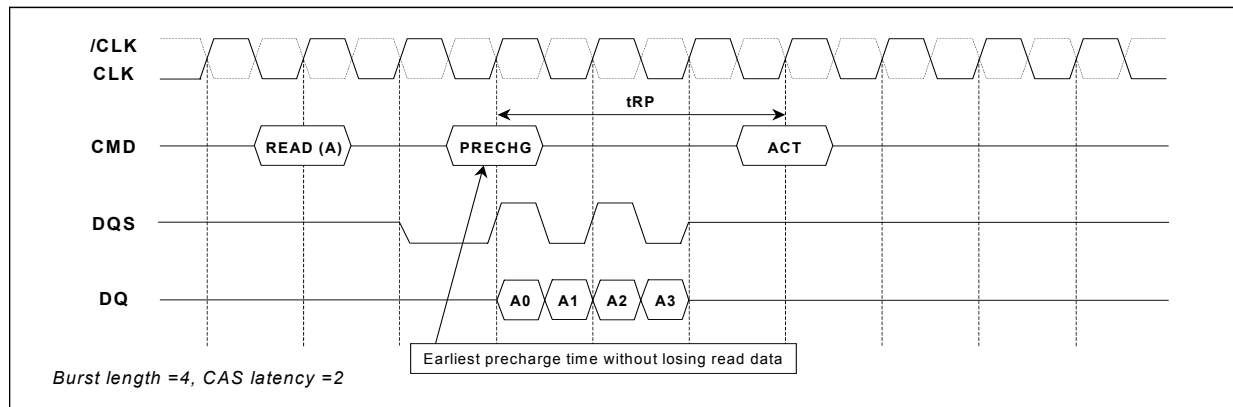 /CLK
CLK
tRP
CMD READ (A) PRECHG ACT
DQS
DQ A0 A1 A2 A3
Earliest precharge time without losing read data
Burst length =4, CAS latency =2